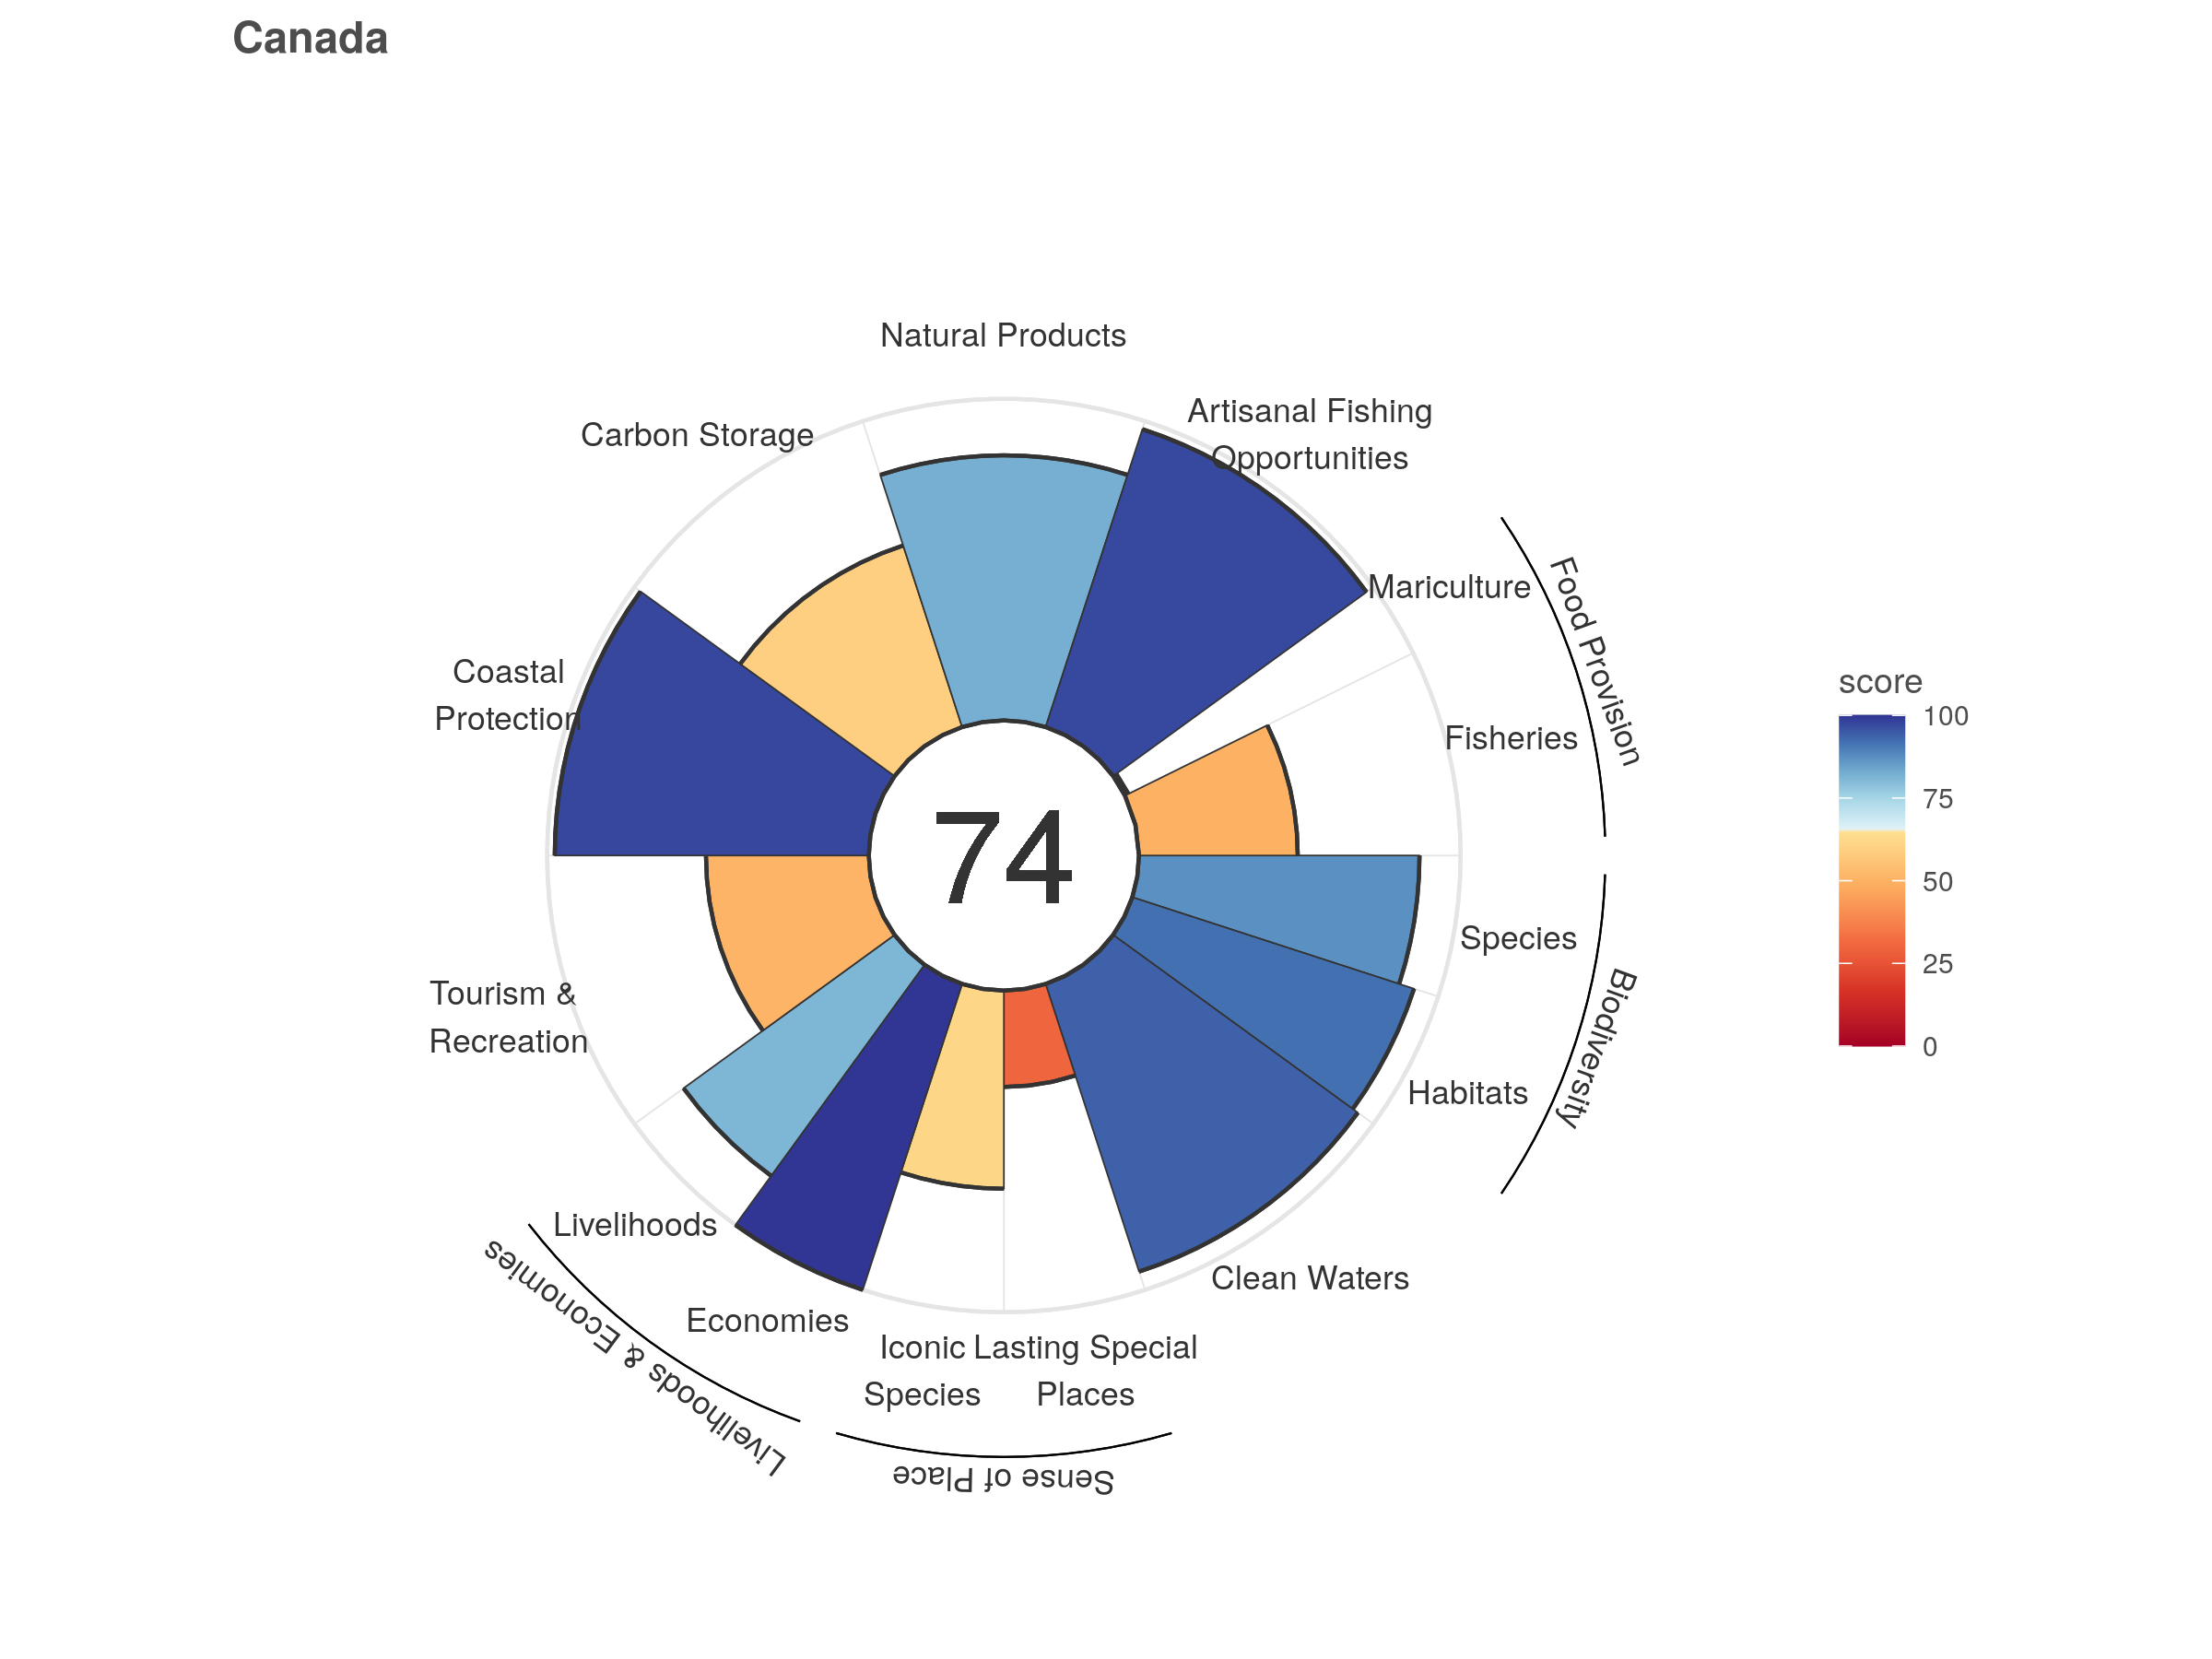 Canada
Natural Products
Artisanal Fishing
Opportunities
Carbon Storage
Mariculture
Food Provision
Fisheries
Coastal
Protection
74
Species
Biodiversity
Habitats
Tourism &
Recreation
Livelihoods
Clean Waters
Economies
Iconic
Species
Lasting Special
Places
Livelihoods & Economies
Sense of Place
score
100
75
50
25
0